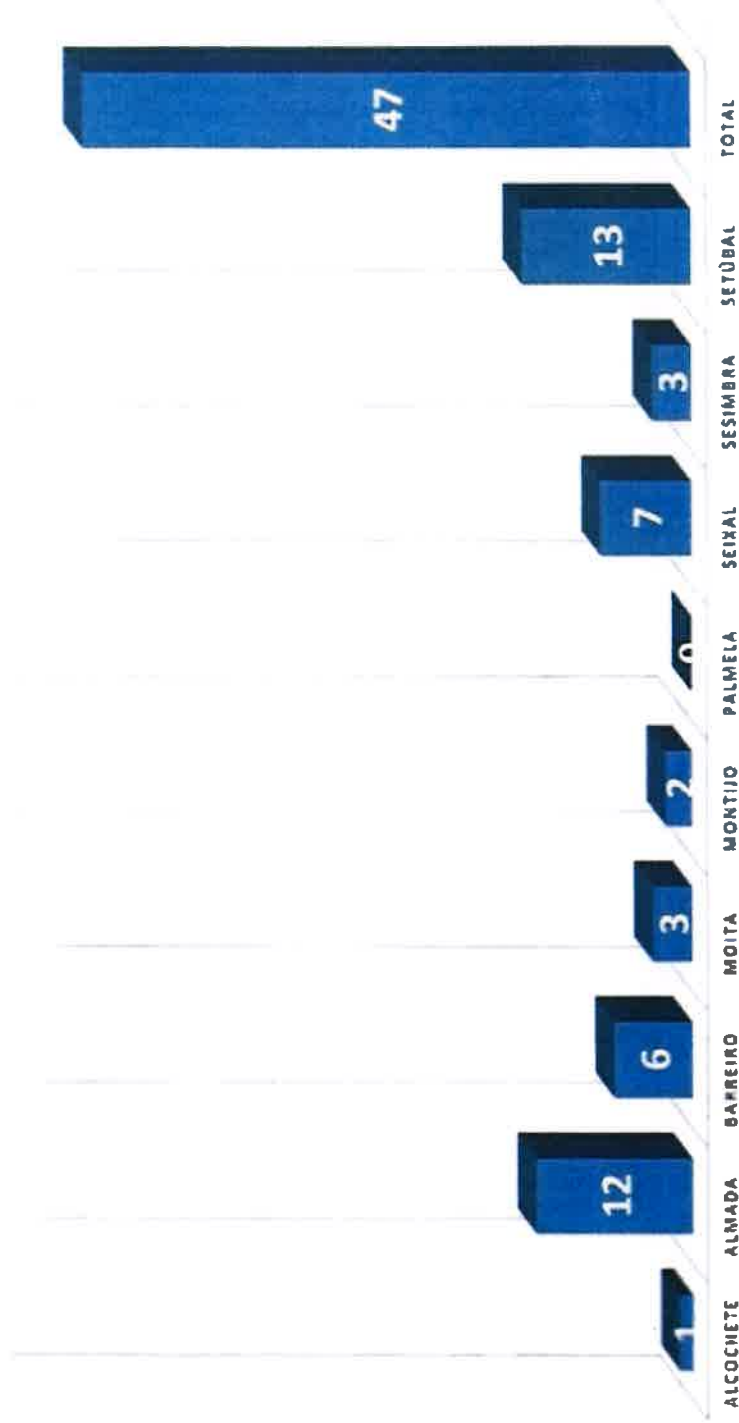 1
12
6
3
2
0
7
3
13
47
ALCOCHETE
ALMADA
BARREIRO
MOITA
MONTIJO
PALMELA
SEIXAL
SESIMBRA
SETÚBAL
TOTAL